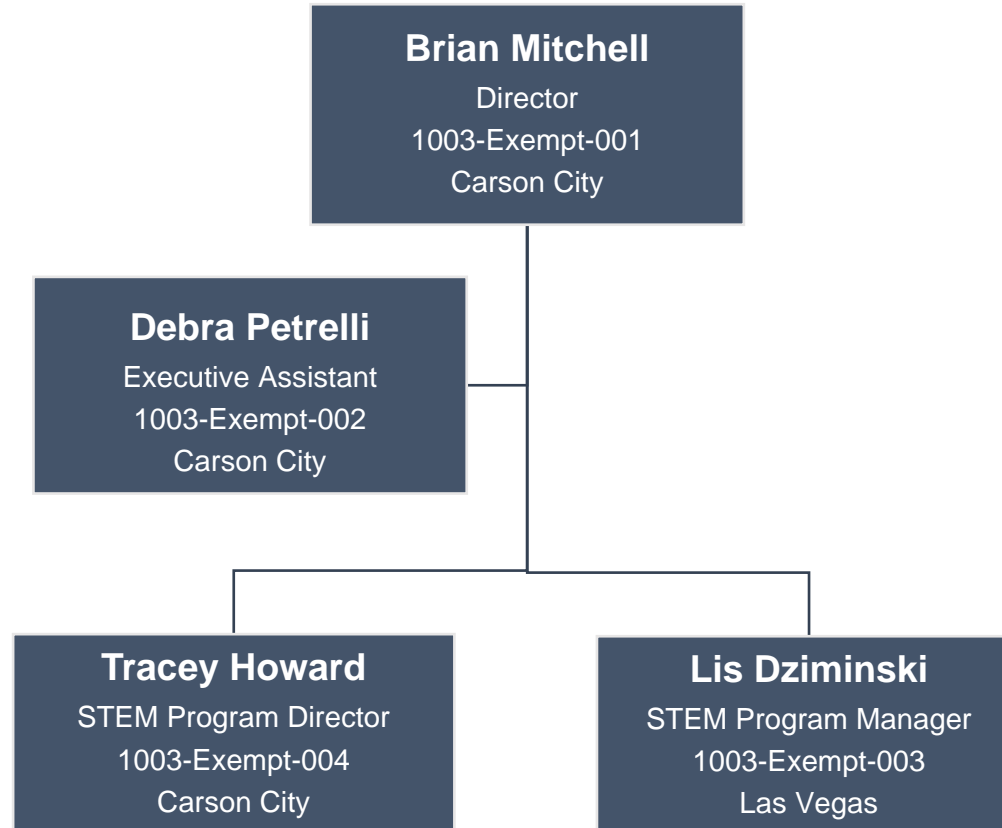 Brian Mitchell
Director
1003-Exempt-001
Carson City
Debra Petrelli
Executive Assistant
1003-Exempt-002
Carson City
Tracey Howard
STEM Program Director
1003-Exempt-004
Carson City
Lis Dziminski
STEM Program Manager
1003-Exempt-003
Las Vegas